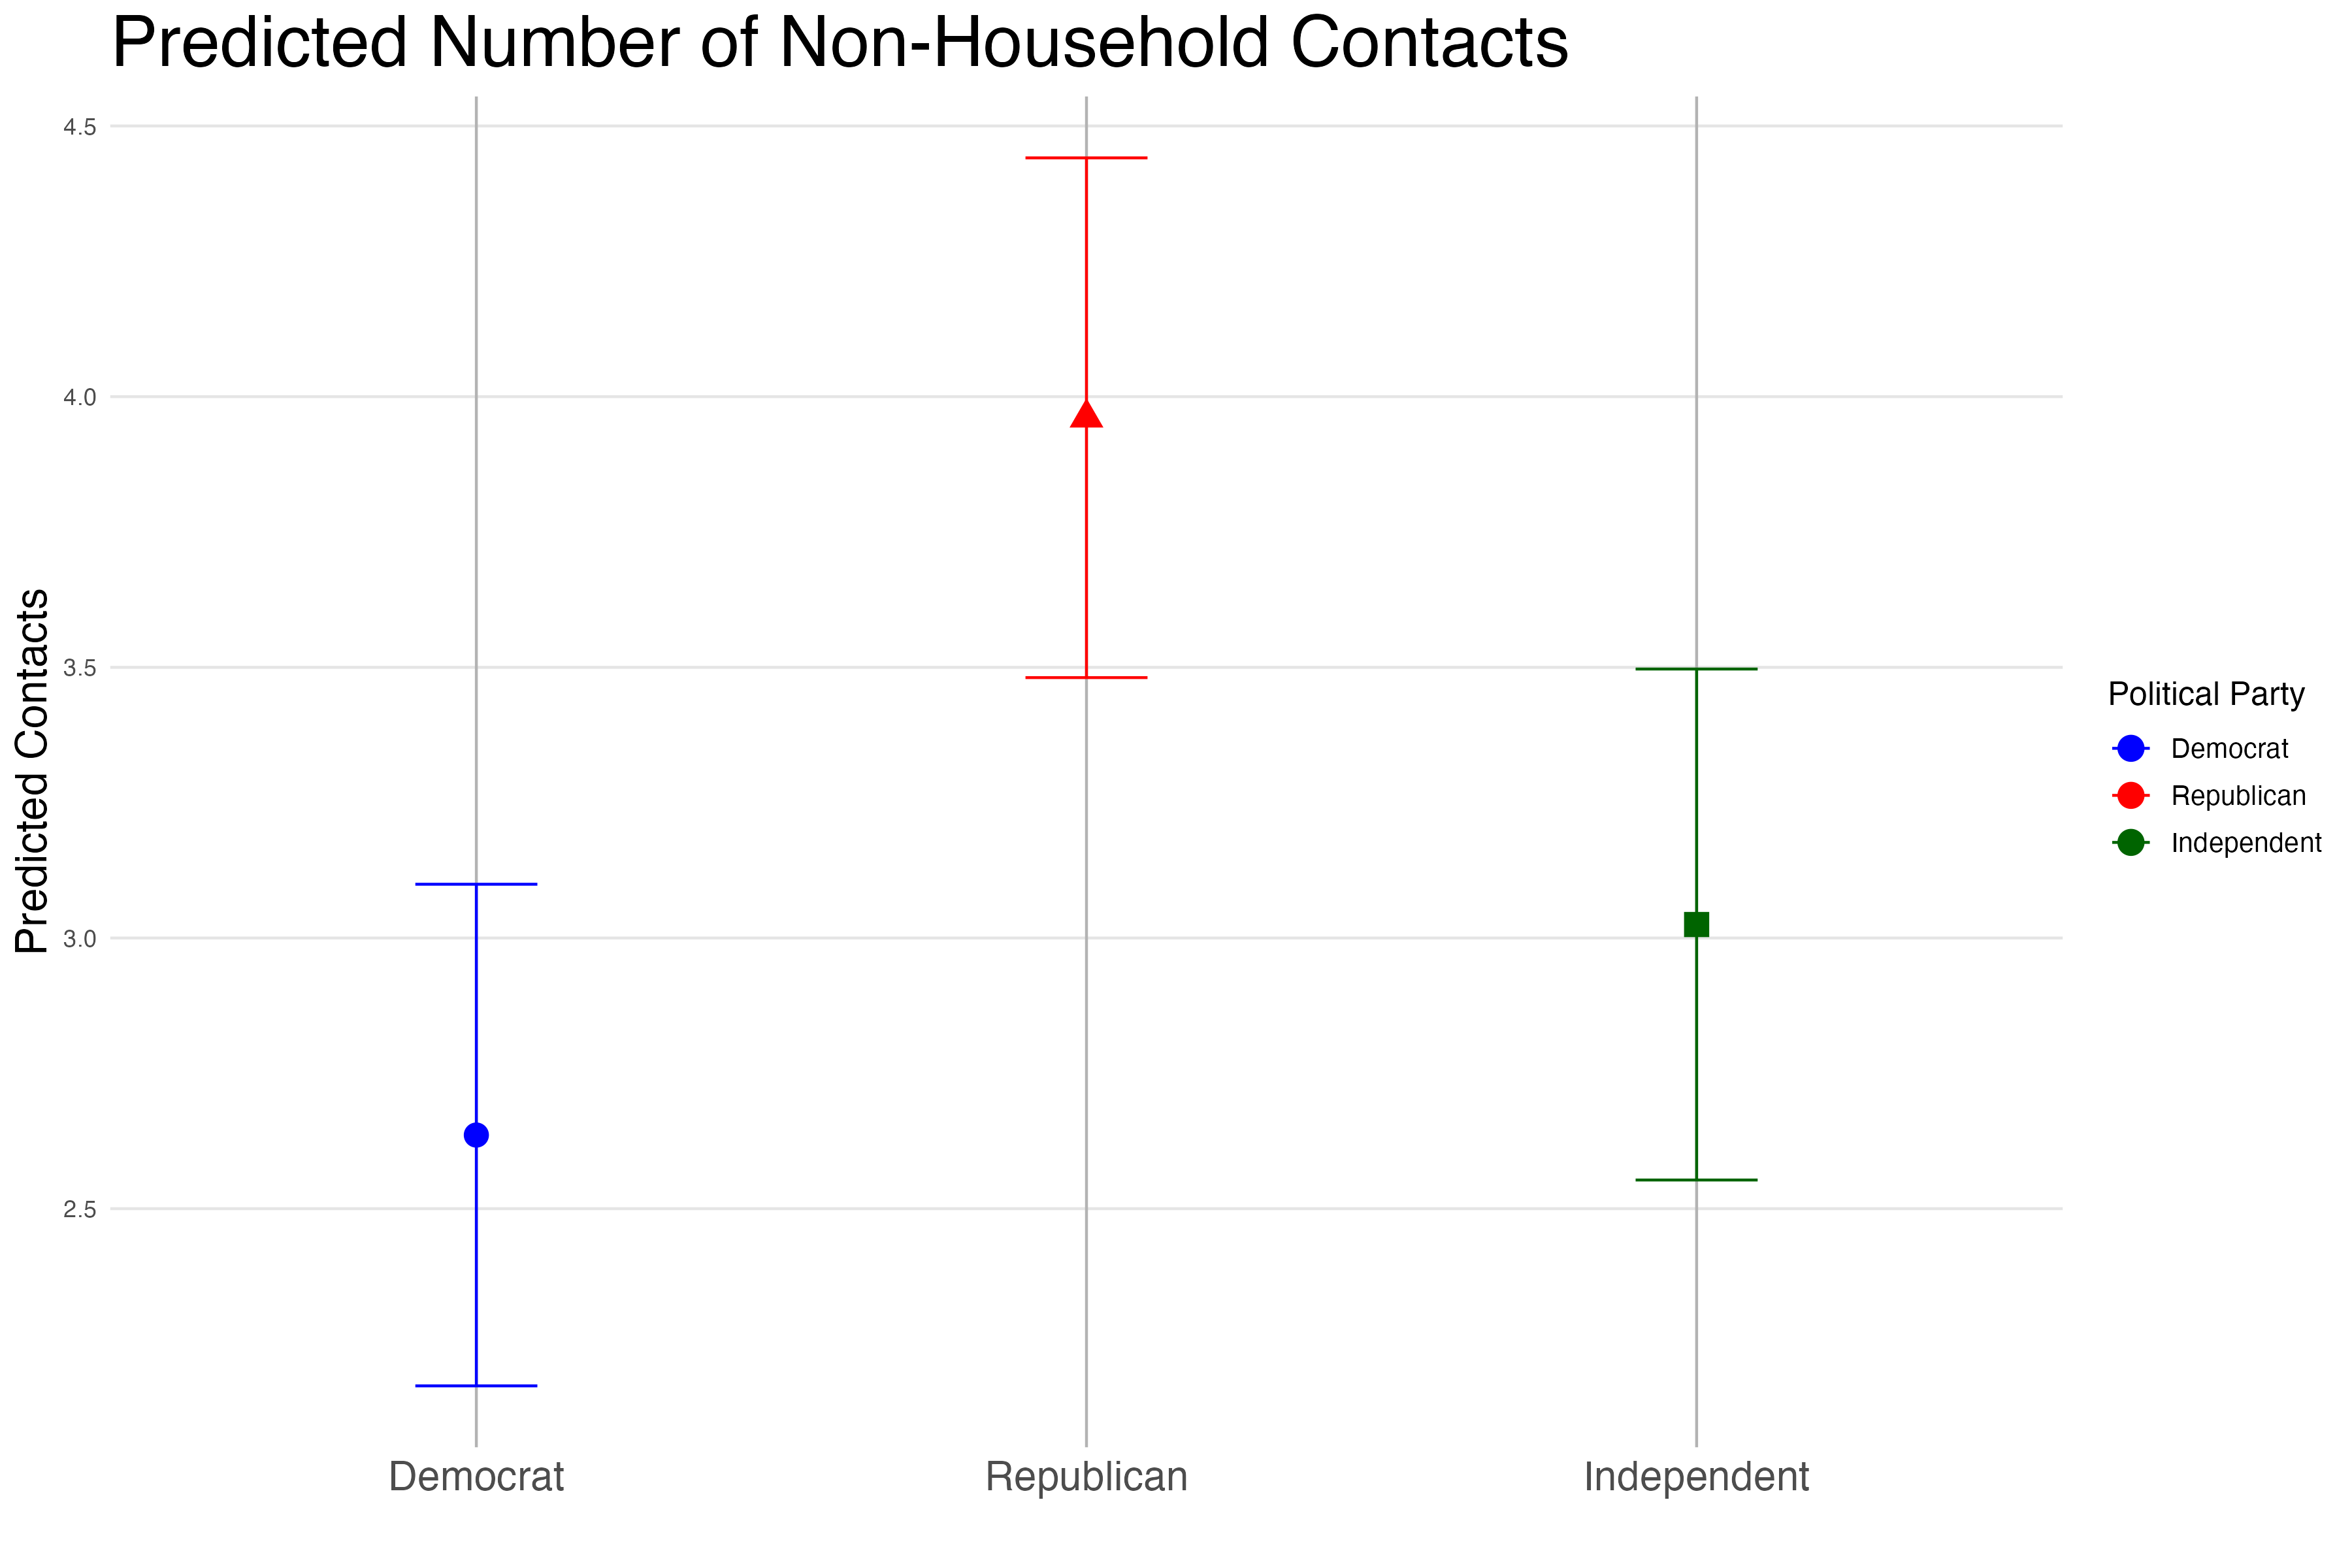 Predicted Number of Non-Household Contacts
Predicted Contacts
4.5
4.0
3.5
3.0
2.5
Democrat
Republican
Independent
Political Party
Democrat
Republican
Independent